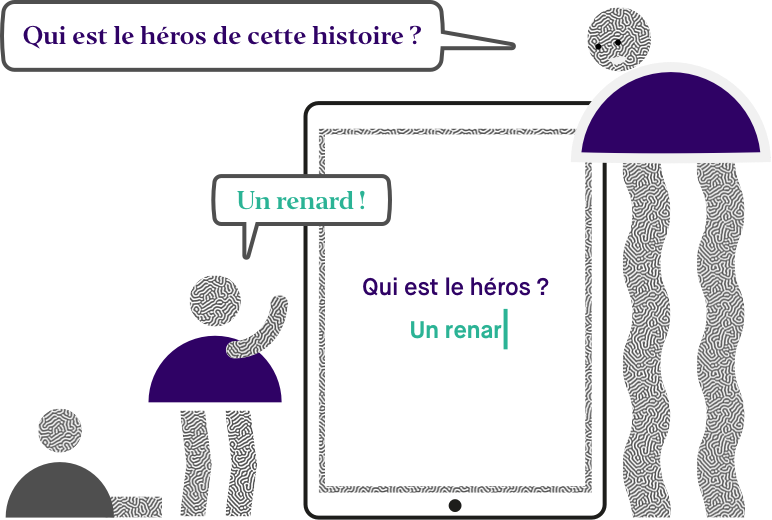 Qui est le héros de cette histoire ?
Un renard !
Qui est le héros ?
Un renar